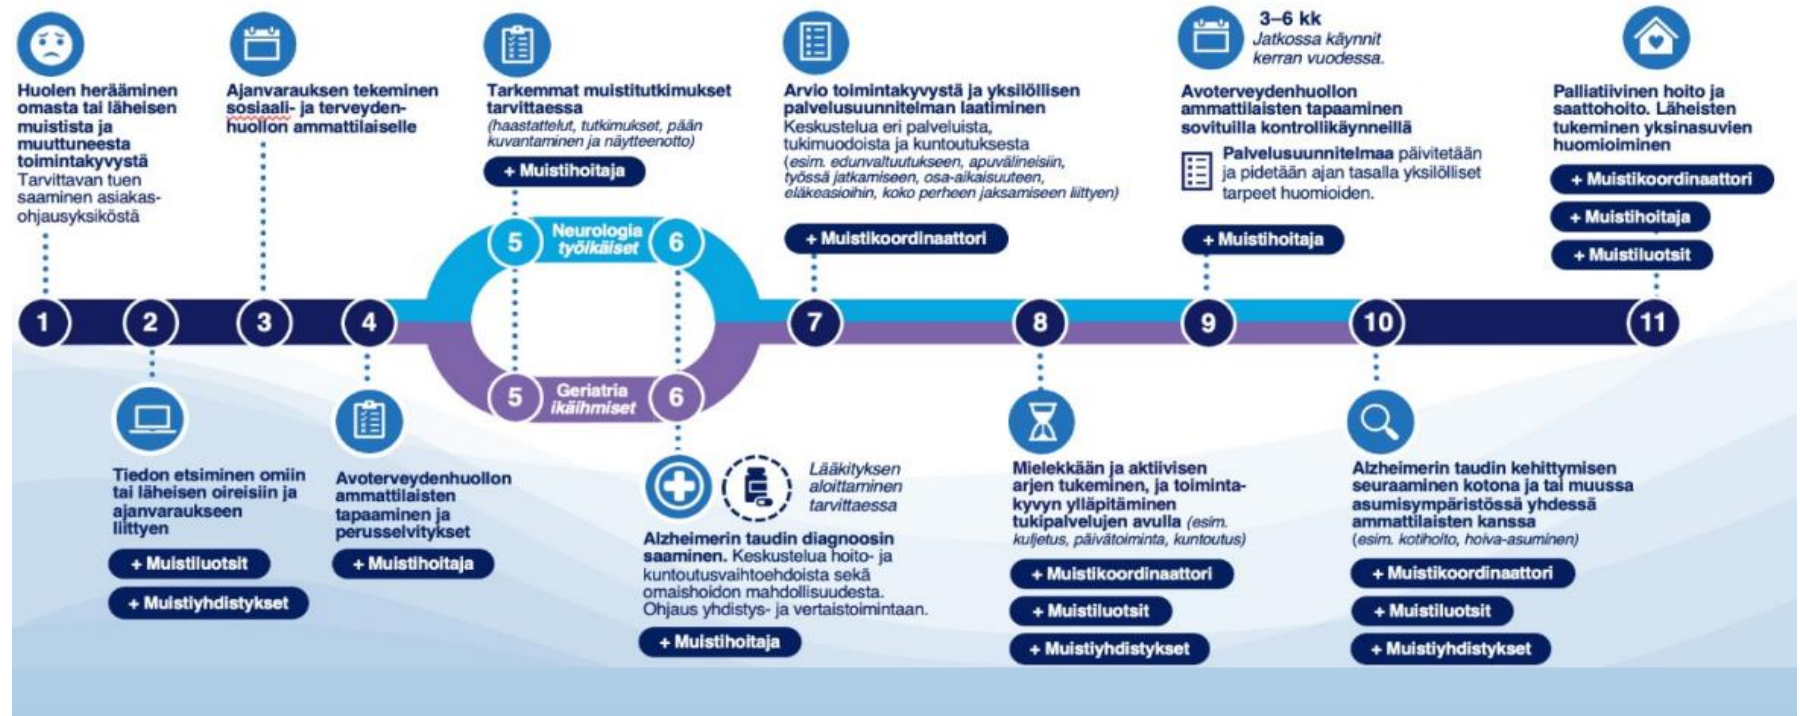 Huolen herääminen
omasta tai läheisen
muistista ja
muuttuneesta
toimintakyvystä
Tarvittavan tuen
saaminen asiakas-
ohjausyksiköstä
Ajanvarauksen tekeminen
sosiaali- ja terveyden-
huollon ammattilaiselle
Tarkemmat muistitutkimukset
tarvittaessa
(haastattelut, tutkimukset, pään
kuvantaminen ja näytteenotto)
+ Muistihoitaja
Arvio toimintakyvystä ja yksilöllisen
palvelusuunnitelman laatiminen
Keskustelua eri palveluista,
tukimuodoista ja kuntoutuksesta
(esim. edunvaltuutukseen, apuvälineisiin,
työssä jatkamiseen, osa-aikaisuuteen,
eläkeasioihin, koko perheen jaksamiseen liittyen)
+ Muistikoordinaattori
3–6 kk
Jatkossa käynnit
kerran vuodessa.
Avoterveydenhuollon
ammattilaisten tapaaminen
sovituilla kontrollikäynneillä
Palvelusuunnitelmaa päivitetään
ja pidetään ajan tasalla yksilölliset
tarpeet huomioiden.
+ Muistihoitaja
Palliatiivinen hoito ja
saattohoito. Läheisten
tukeminen yksinasuvien
huomioiminen
+ Muistikoordinaattori
+ Muistihoitaja
+ Muistiluotsit
5 Neurologia 6
työikäiset
1 2 3 4 7 8 9 10 11
5 Geriatria 6
ikäihmiset
Tiedon etsiminen omiin
tai läheisen oireisiin ja
ajanvaraukseen
liittyen
+ Muistiluotsit
+ Muistiyhdistykset
Avoterveydenhuollon
ammattilaisten
tapaaminen ja
perusselvitykset
+ Muistihoitaja
Lääkityksen
aloittaminen
tarvittaessa
Alzheimerin taudin diagnoosin
saaminen. Keskustelua hoito- ja
kuntoutusvaihtoehdoista sekä
omaishoidon mahdollisuudesta.
Ohjaus yhdistys- ja vertaistoimintaan.
+ Muistihoitaja
Mielekkään ja aktiivisen
arjen tukeminen, ja toiminta-
kyvyn ylläpitäminen
tukipalvelujen avulla (esim.
kuljetus, päivätoiminta, kuntoutus)
+ Muistikoordinaattori
+ Muistiluotsit
+ Muistiyhdistykset
Alzheimerin taudin kehittymisen
seuraaminen kotona ja tai muussa
asumisympäristössä yhdessä
ammattilaisten kanssa
(esim. kotihoito, hoiva-asuminen)
+ Muistikoordinaattori
+ Muistiluotsit
+ Muistiyhdistykset